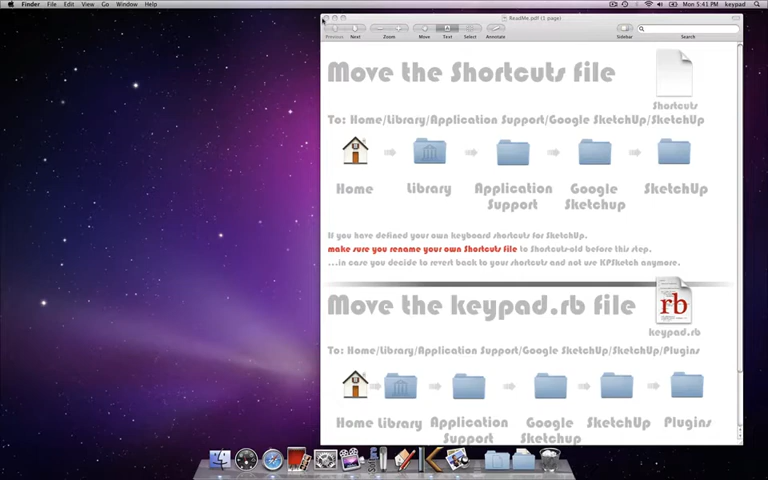 Finder File Edit View Go Window Help
Mon 5:41 PM keypad
ReadMe.pdf (1 page)
Previous Next Zoom Move Text Select Annotate Sidebar Search
Move the Shortcuts file
Shortcuts
To: Home/Library/Application Support/Google SketchUp/SketchUp
Home Library Application Support Google Sketchup SketchUp
If you have defined your own keyboard shortcuts for SketchUp.
make sure you rename your own Shortcuts file to Shortcuts-old before this step.
...in case you decide to revert back to your shortcuts and not use KPSketch anymore.
Move the keypad.rb file
rb
keypad.rb
To: Home/Library/Application Support/Google SketchUp/SketchUp/Plugins
Home Library Application Support Google Sketchup SketchUp Plugins